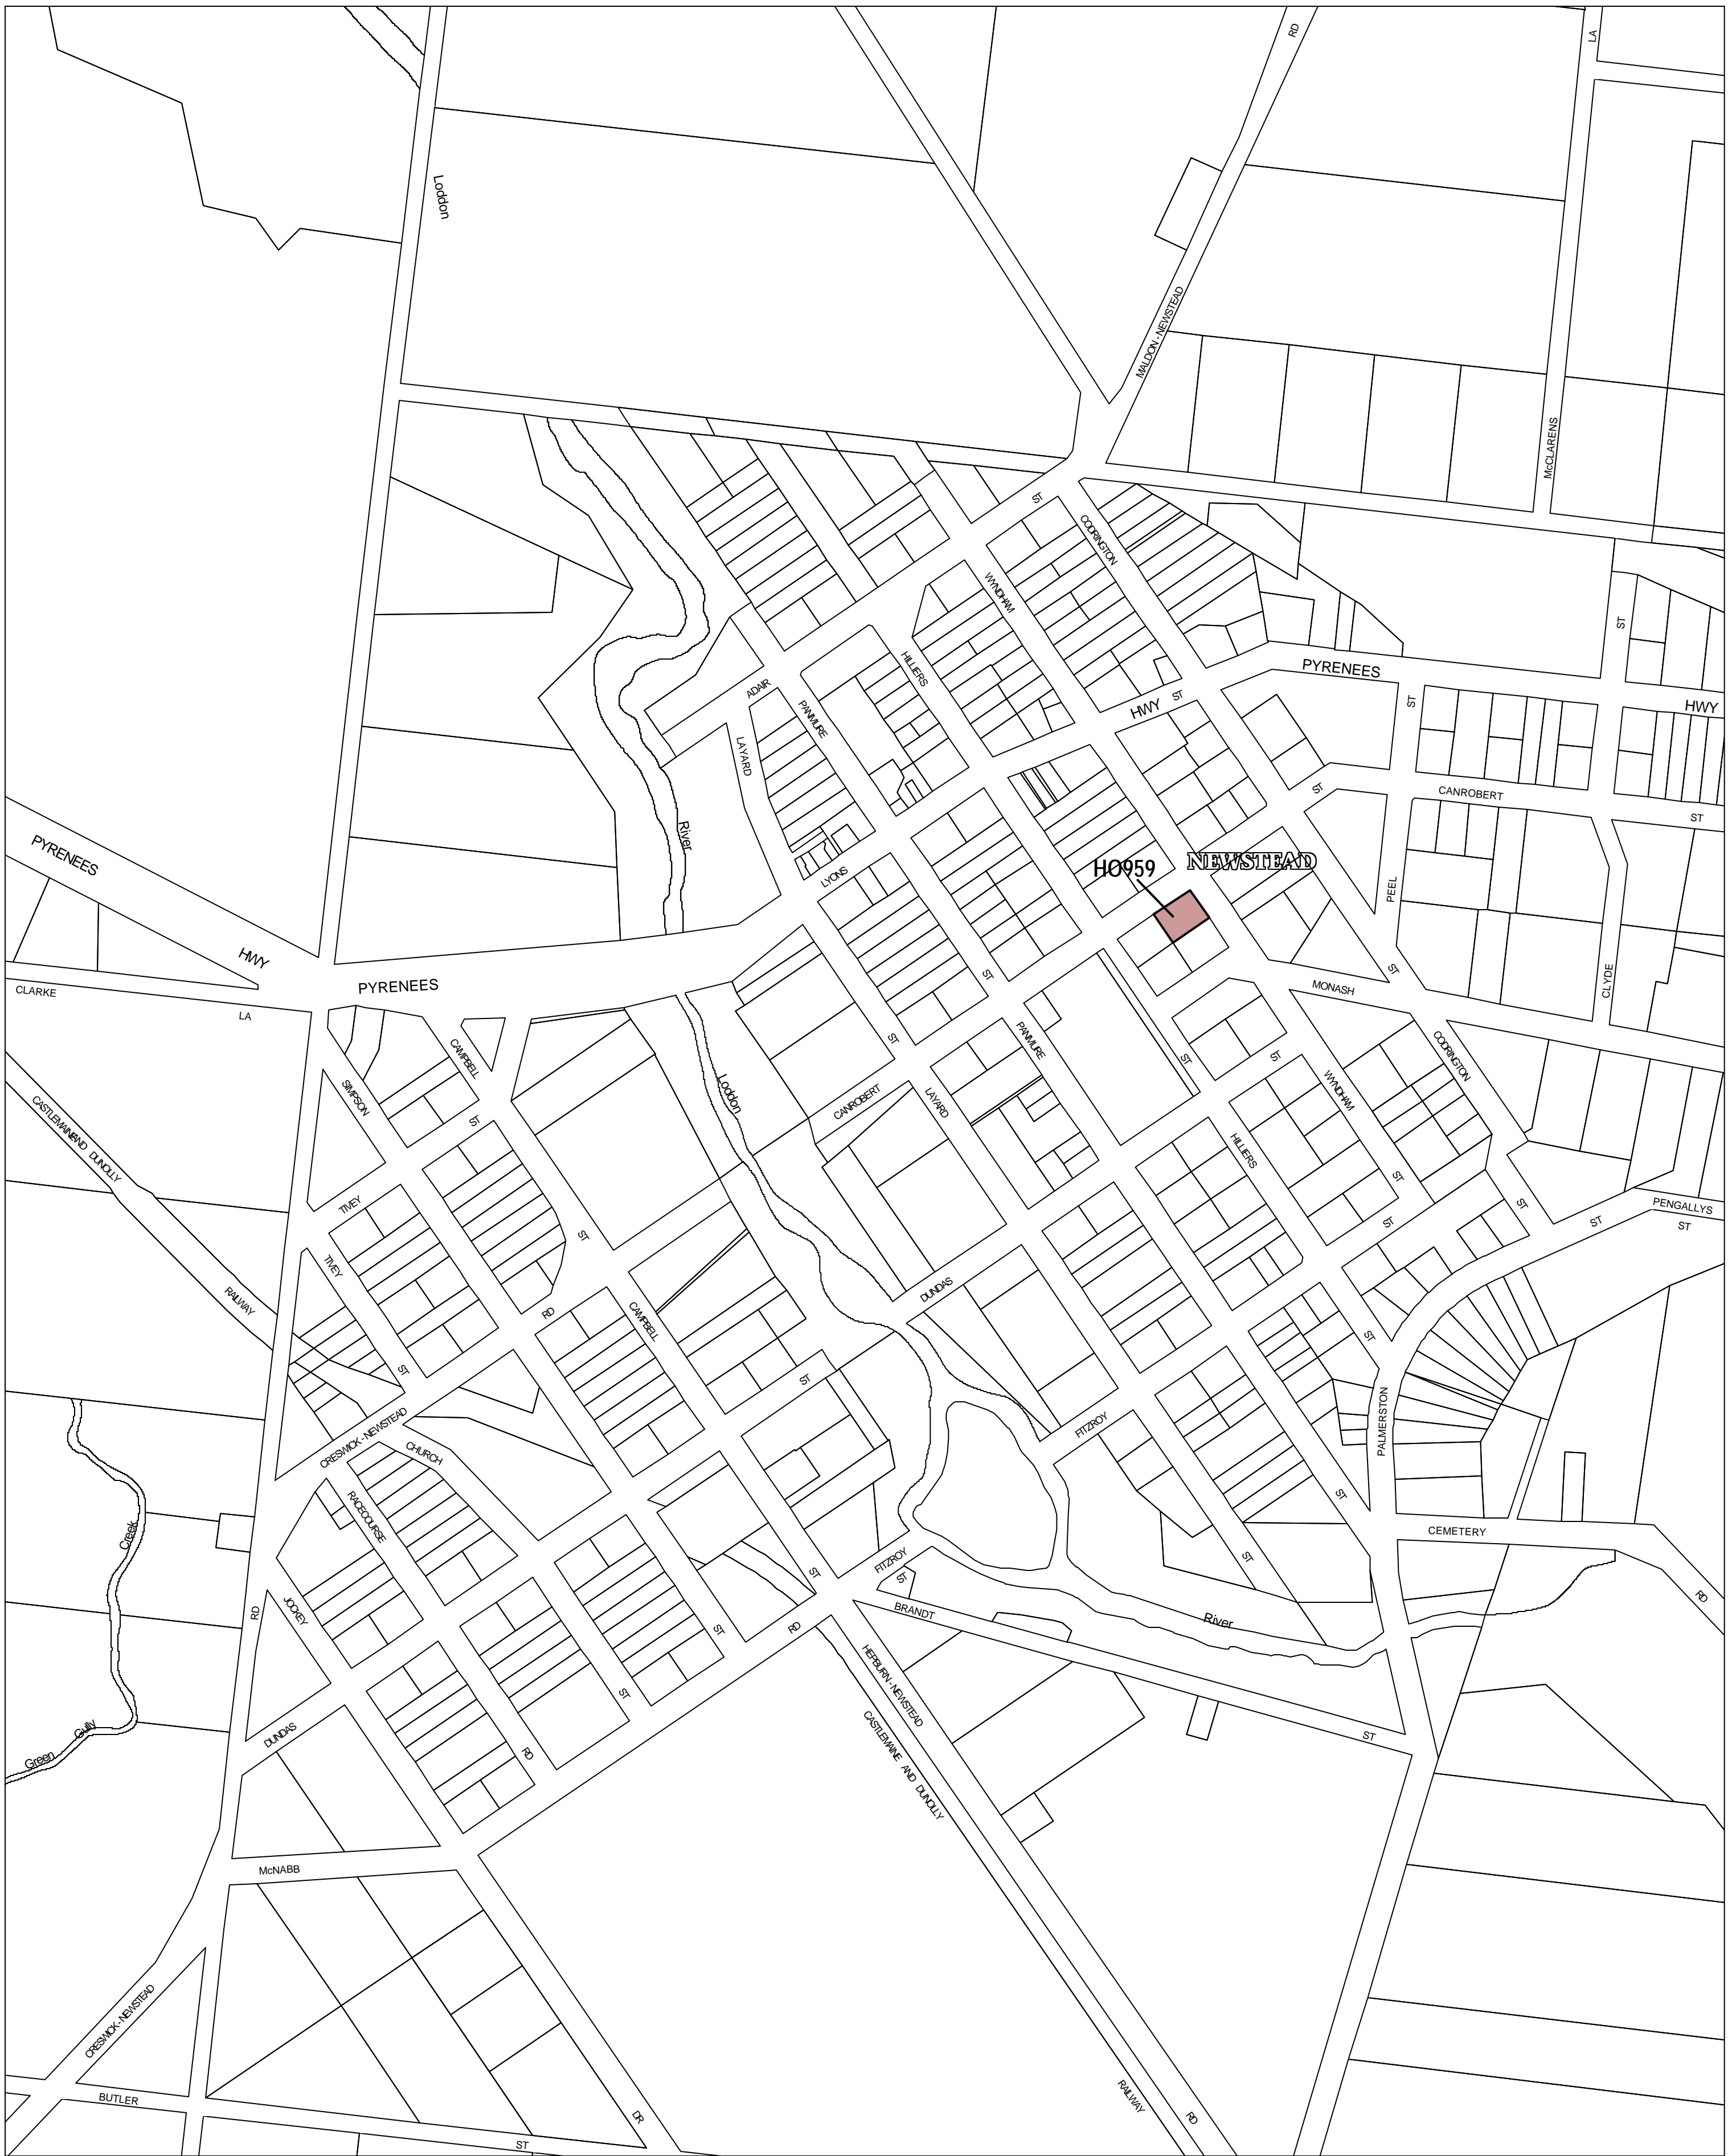 RD
LA
Loddon
MALDON - NEWSTEAD
McCLARENS
ST
CODRINGTON
WYNDHAM
ST
HILLIERS
PYRENEES
ADAIR
PANMURE
ST
ST
HWY
HWY
LAYARD
ST
CANROBERT
ST
River
PYRENEES
NEWSTEAD
HO959
LYONS
PEEL
HWY
ST
ST
CLYDE
PYRENEES
MONASH
CLARKE
LA
ST
PANMURE
CODRINGTON
CAMPBELL
ST
ST
SIMPSON
Loddon
CANROBERT
LAYARD
WYNDHAM
CASTLEMAINE AND DUNOLLY
ST
HILLIERS
ST
TIVEY
ST
PENGALLYS
ST
ST
ST
ST
TIVEY
DUNDAS
RAILWAY
RD
CAMPBELL
ST
ST
ST
PALMERSTON
CRESWICK - NEWSTEAD
FITZROY
CHURCH
RACECOURSE
ST
Creek
CEMETERY
FITZROY
ST
ST
ST
RD
JOCKEY
RD
BRANDT
River
RD
ST
HEPBURN - NEWSTEAD
ST
Gully
DUNDAS
ST
Green
RD
CASTLEMAINE AND DUNOLLY
McNABB
CRESWICK - NEWSTEAD
BUTLER
RAILWAY
RD
DR
ST